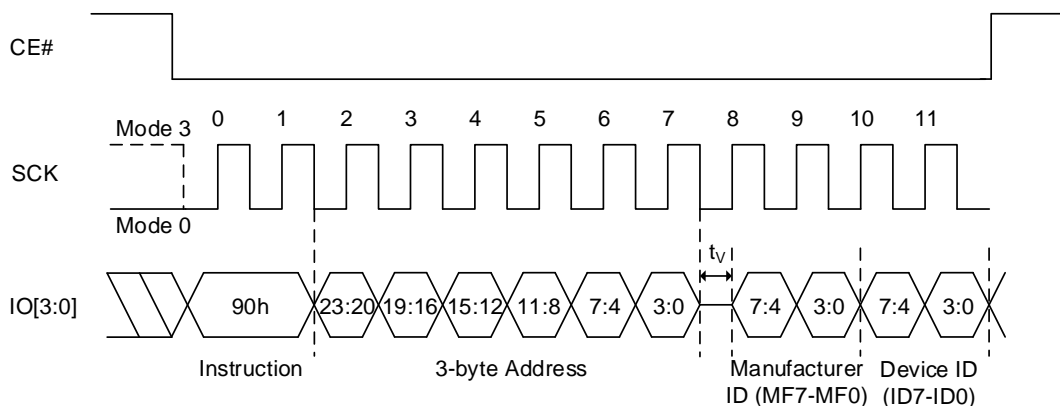 CE#
0 1 2 3 4 5 6 7 8 9 10 11
Mode 3
SCK
Mode 0
tV
IO[3:0] 90h 23:20 19:16 15:12 11:8 7:4 3:0 7:4 3:0 7:4 3:0
Instruction 3-byte Address Manufacturer Device ID
ID (MF7-MF0) (ID7-ID0)